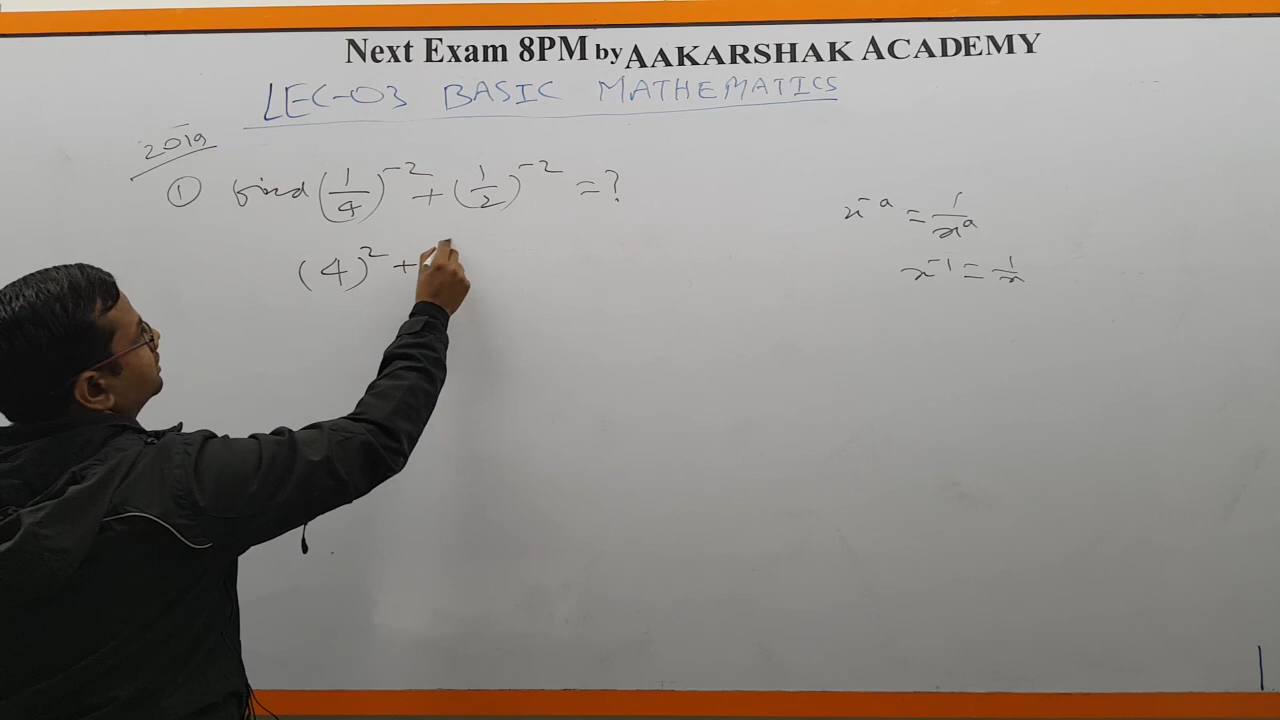 Next Exam 8PM by AAKARSHAK ACADEMY
LEC-03 BASIC MATHEMATICS
2019
① find (1/4)^-2 + (1/2)^-2 = ?
(4)^2 +
x^-a = 1/x^a
x^-1 = 1/x